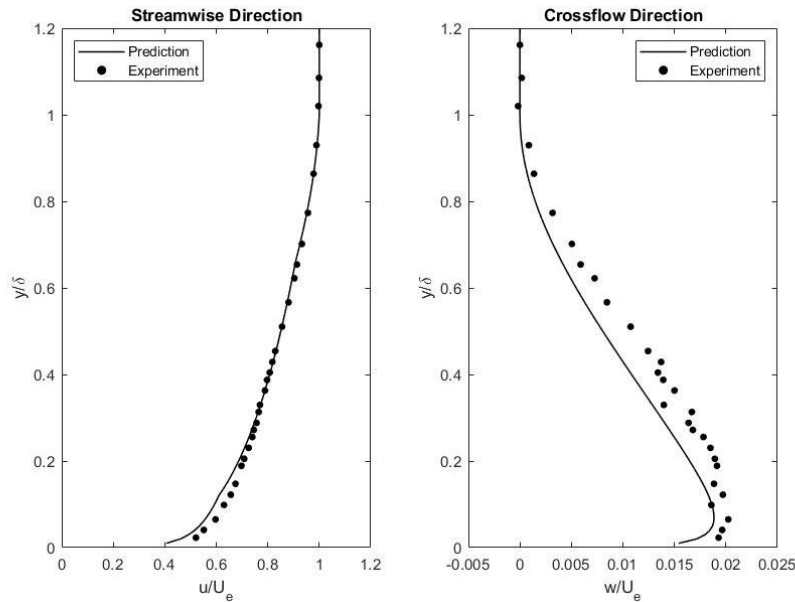 Streamwise Direction
1.2
1
0.8
0.6
0.4
0.2
0
y/δ
0 0.2 0.4 0.6 0.8 1 1.2
u/U_e
Prediction
Experiment
Crossflow Direction
1.2
1
0.8
0.6
0.4
0.2
0
y/δ
-0.005 0 0.005 0.01 0.015 0.02 0.025
w/U_e
Prediction
Experiment